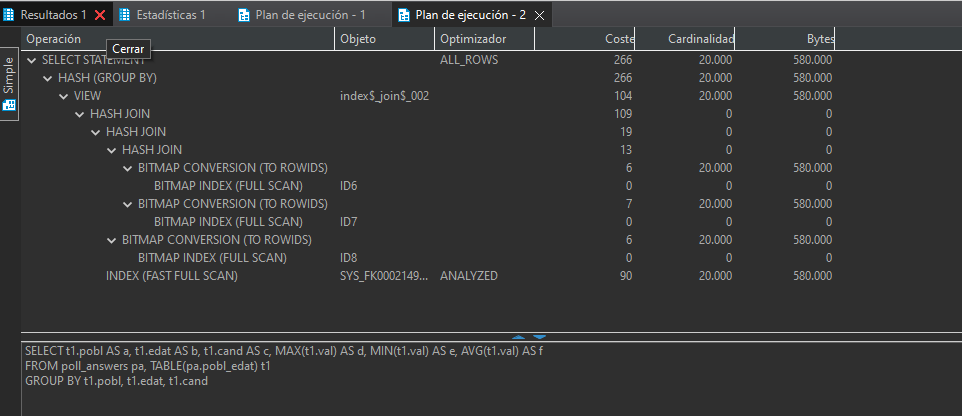 Resultados 1 Estadísticas 1 Plan de ejecución - 1 Plan de ejecución - 2
Operación Objeto Optimizador Coste Cardinalidad Bytes
Cerrar
Simple
SELECT STATEMENT ALL_ROWS 266 20.000 580.000
HASH (GROUP BY) 266 20.000 580.000
VIEW index$_join$_002 104 20.000 580.000
HASH JOIN 109 0 0
HASH JOIN 19 0 0
HASH JOIN 13 0 0
BITMAP CONVERSION (TO ROWIDS) 6 20.000 580.000
BITMAP INDEX (FULL SCAN) ID6 0 0 0
BITMAP CONVERSION (TO ROWIDS) 7 20.000 580.000
BITMAP INDEX (FULL SCAN) ID7 0 0 0
BITMAP CONVERSION (TO ROWIDS) 6 20.000 580.000
BITMAP INDEX (FULL SCAN) ID8 0 0 0
INDEX (FAST FULL SCAN) SYS_FK0002149... ANALYZED 90 20.000 580.000
SELECT t1.pobl AS a, t1.edat AS b, t1.cand AS c, MAX(t1.val) AS d, MIN(t1.val) AS e, AVG(t1.val) AS f
FROM poll_answers pa, TABLE(pa.pobl_edat) t1
GROUP BY t1.pobl, t1.edat, t1.cand